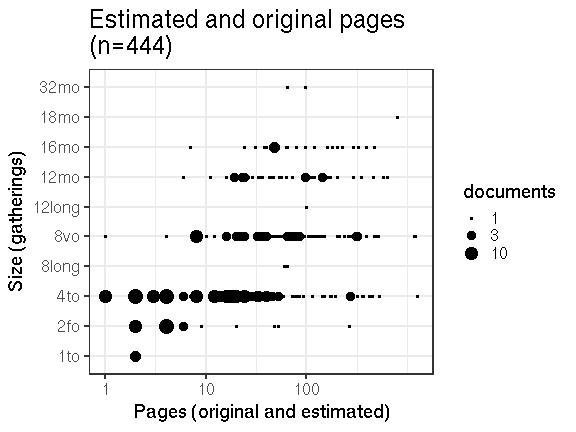 Estimated and original pages
(n=444)
Size (gatherings)
32mo
18mo
16mo
12mo
12long
8vo
8long
4to
2fo
1to
1
10
100
Pages (original and estimated)
documents
1
3
10